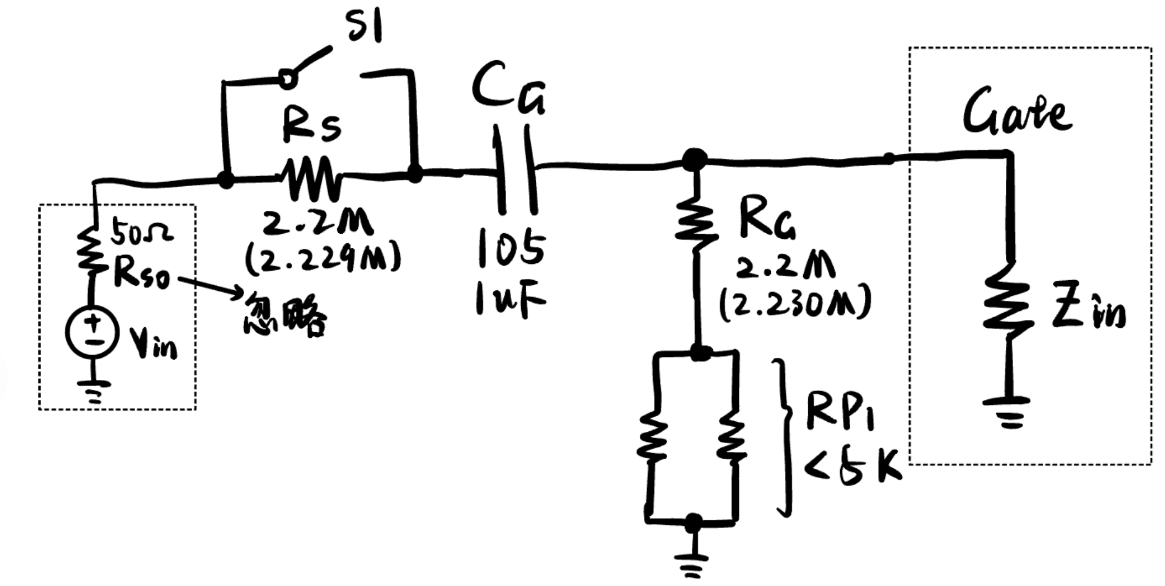 S1
Rs
2.2M
(2.229M)
CG
105
1uF
Gate
50Ω
Rso
忽略
+
−
Vin
RG
2.2M
(2.230M)
RP1
<5K
Zin